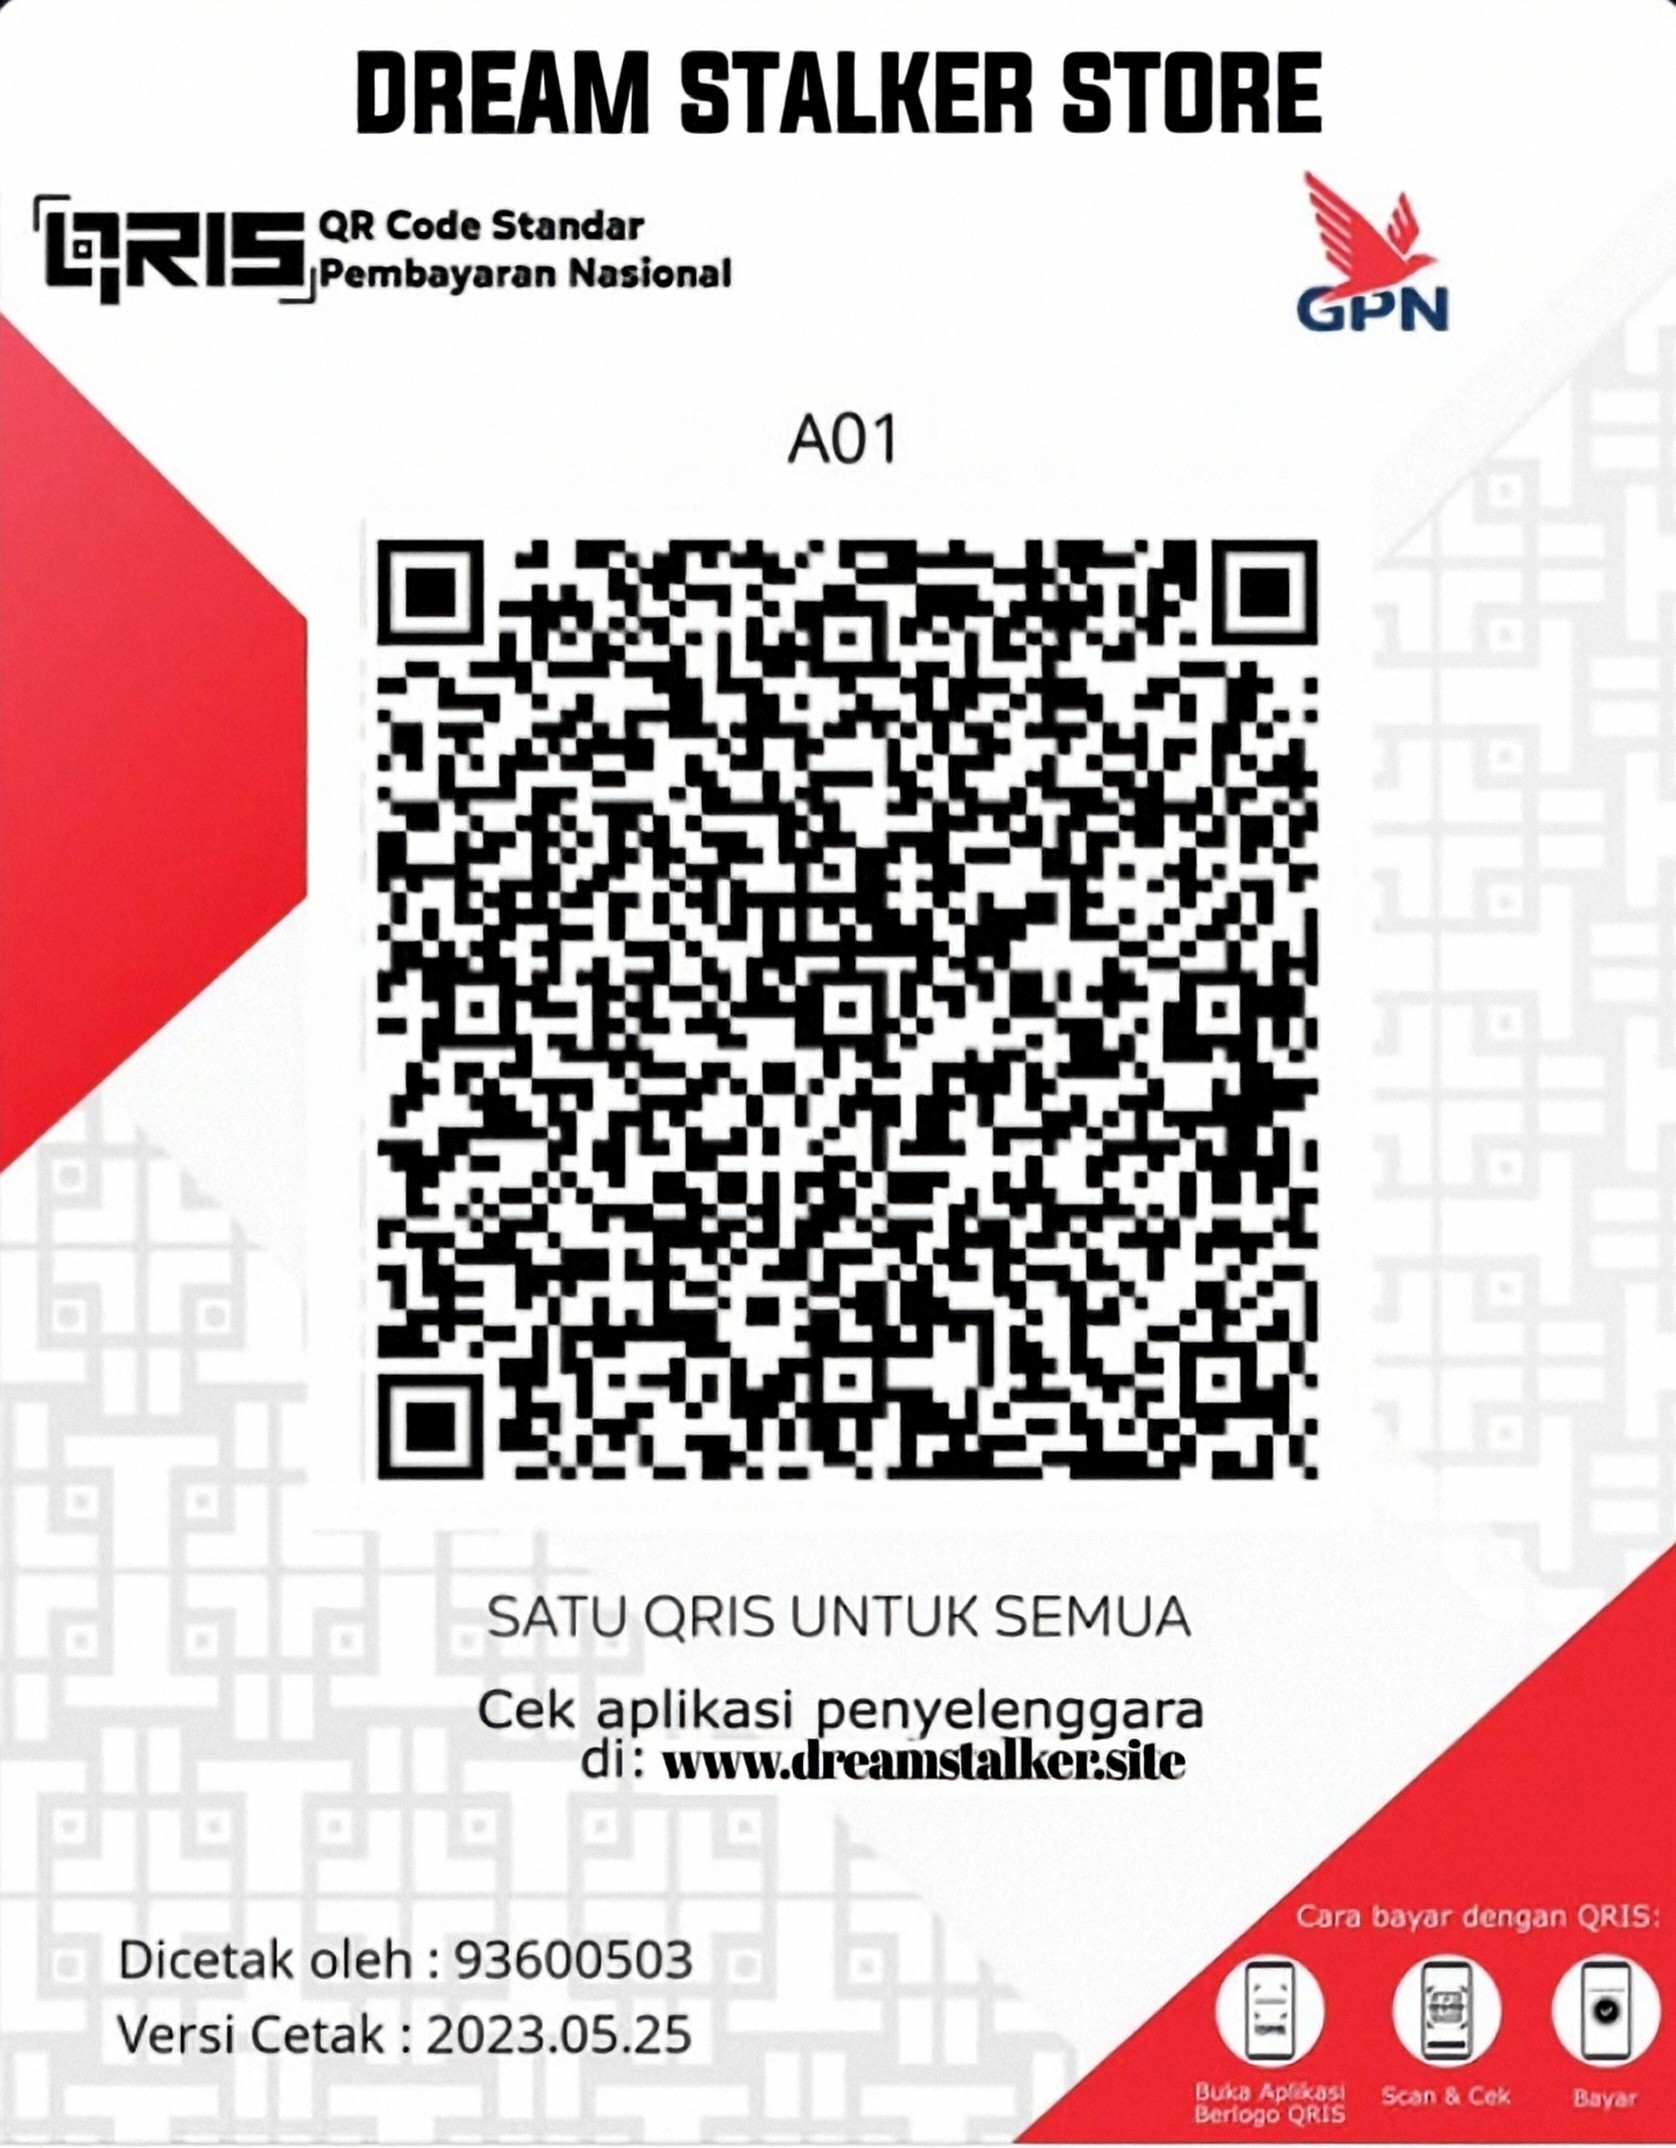 DREAM STALKER STORE
QRIS QR Code Standar
Pembayaran Nasional
GPN
A01
SATU QRIS UNTUK SEMUA
Cek aplikasi penyelenggara
di: www.dreamstalker.site
Dicetak oleh : 93600503
Versi Cetak : 2023.05.25
Cara bayar dengan QRIS:
Buka Aplikasi
Berlogo QRIS
Scan & Cek
Bayar